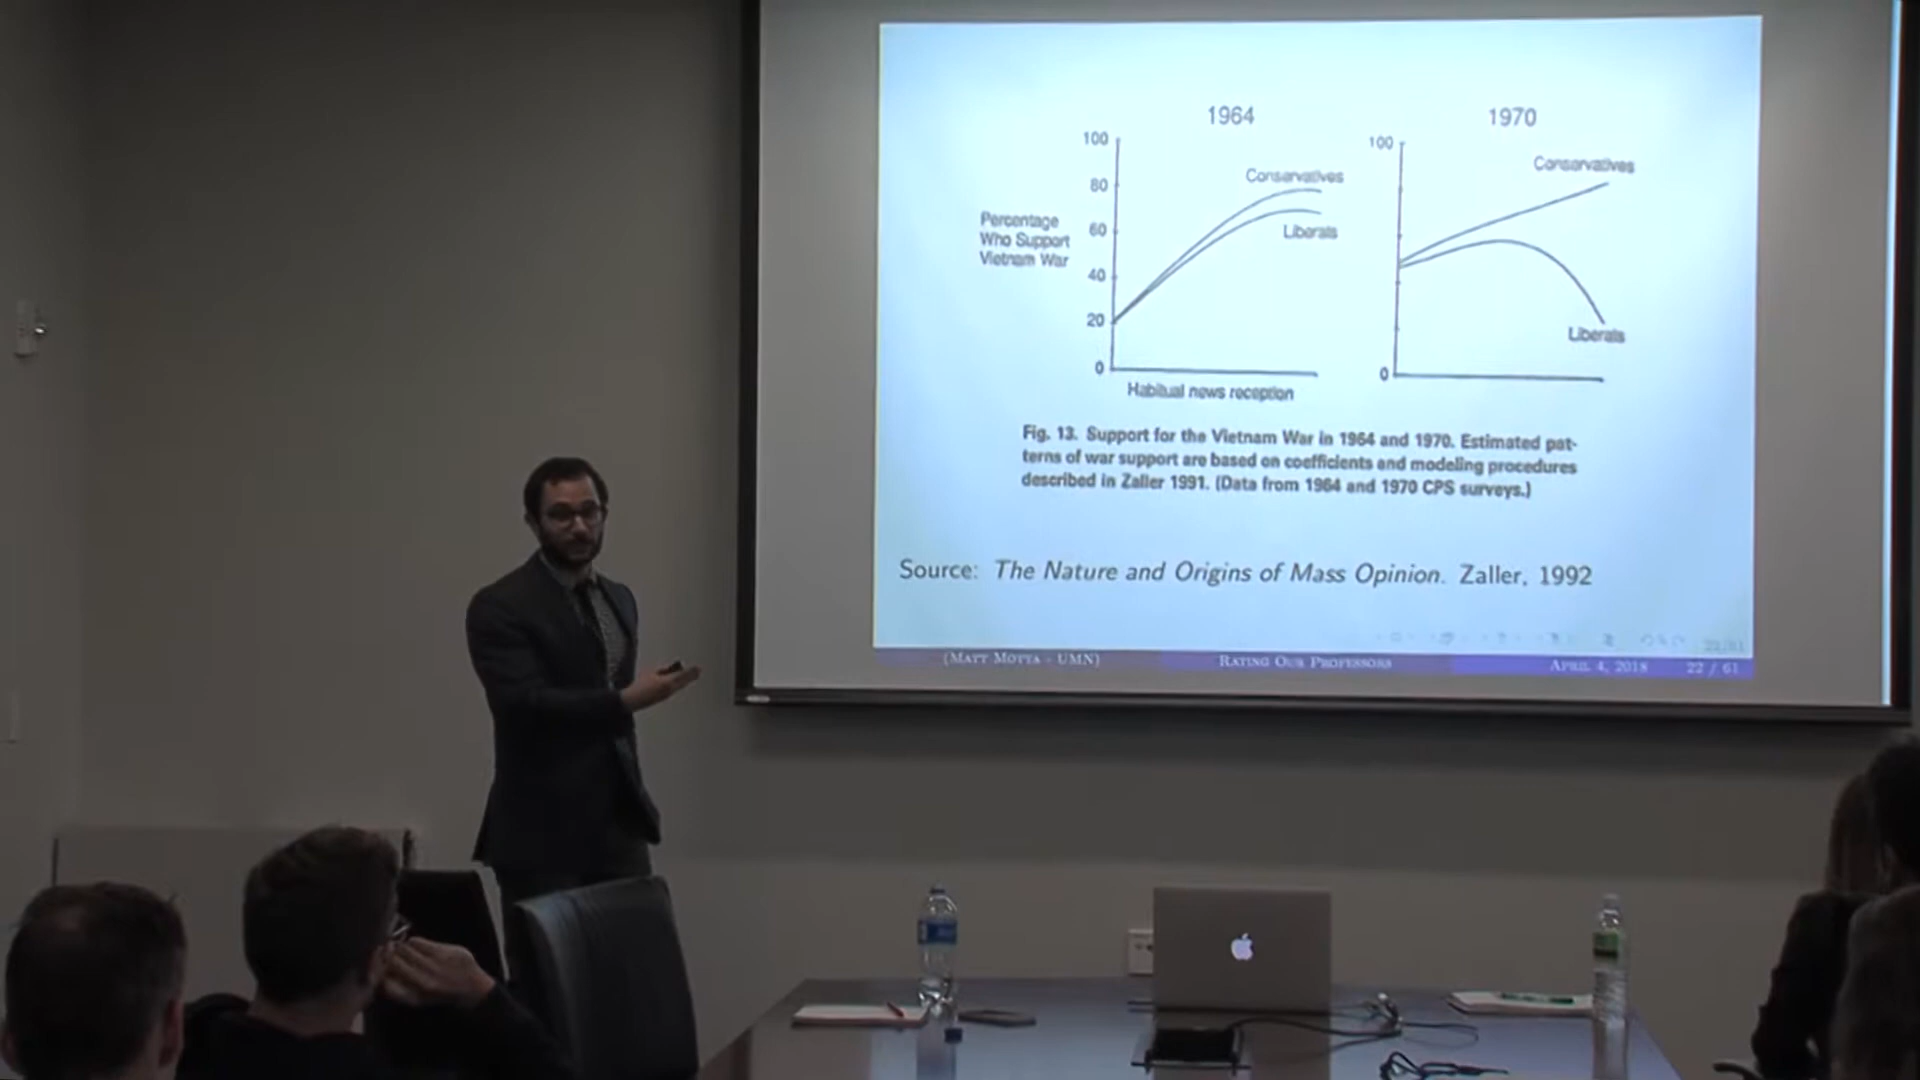 1964
1970
100
80
60
40
20
0
Percentage
Who Support
Vietnam War
Conservatives
Liberals
Habitual news reception
100
0
Conservatives
Liberals
Fig. 13. Support for the Vietnam War in 1964 and 1970. Estimated pat-
terns of war support are based on coefficients and modeling procedures
described in Zaller 1991. (Data from 1964 and 1970 CPS surveys.)
Source: The Nature and Origins of Mass Opinion. Zaller, 1992
(Matt Motta - UMN)
Rating Our Professors
April 4, 2018
22 / 61